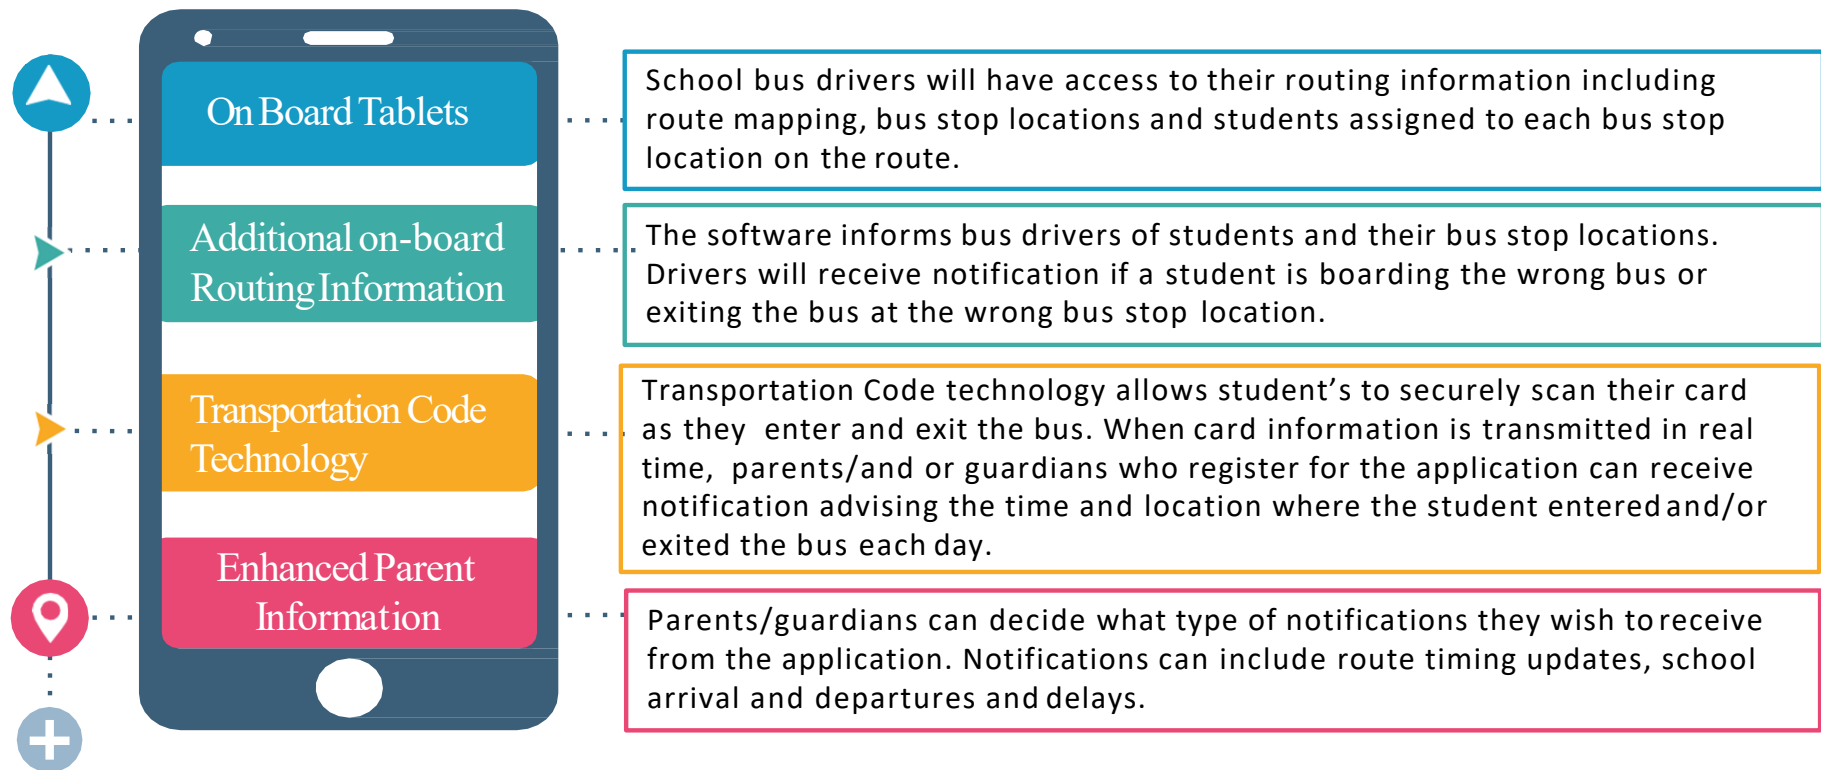 On Board Tablets
School bus drivers will have access to their routing information including
route mapping, bus stop locations and students assigned to each bus stop
location on the route.
Additional on-board
Routing Information
The software informs bus drivers of students and their bus stop locations.
Drivers will receive notification if a student is boarding the wrong bus or
exiting the bus at the wrong bus stop location.
Transportation Code
Technology
Transportation Code technology allows student’s to securely scan their card
as they enter and exit the bus. When card information is transmitted in real
time, parents/and or guardians who register for the application can receive
notification advising the time and location where the student entered and/or
exited the bus each day.
Enhanced Parent
Information
Parents/guardians can decide what type of notifications they wish to receive
from the application. Notifications can include route timing updates, school
arrival and departures and delays.